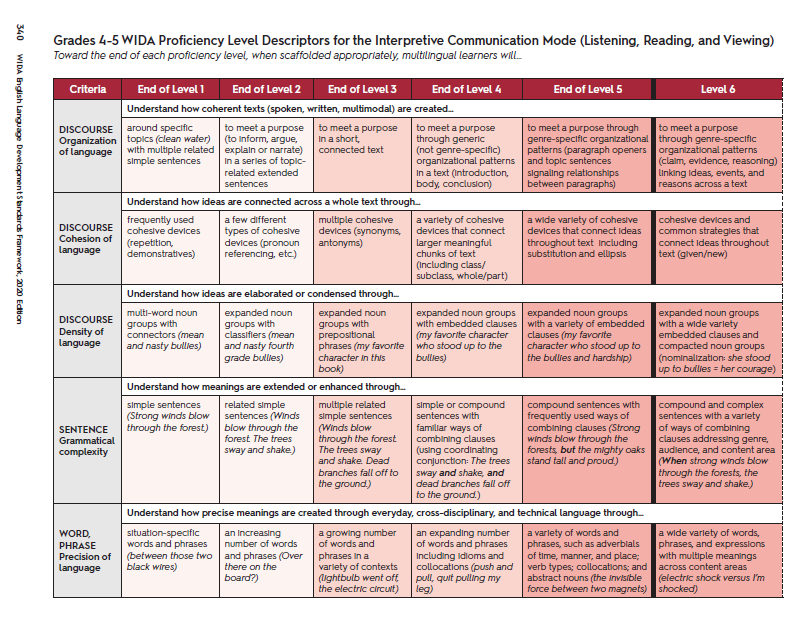 340 WIDA English Language Development Standards Framework, 2020 Edition
Grades 4-5 WIDA Proficiency Level Descriptors for the Interpretive Communication Mode (Listening, Reading, and Viewing)
Toward the end of each proficiency level, when scaffolded appropriately, multilingual learners will…
Criteria
End of Level 1
End of Level 2
End of Level 3
End of Level 4
End of Level 5
Level 6
Understand how coherent texts (spoken, written, multimodal) are created…
DISCOURSE
Organization
of language
around specific
topics (clean water)
with multiple related
simple sentences
to meet a purpose
(to inform, argue,
explain or narrate)
in a series of topic-
related extended
sentences
to meet a purpose
in a short,
connected text
to meet a purpose
through generic
(not genre-specific)
organizational patterns
in a text (introduction,
body, conclusion)
to meet a purpose through
genre-specific organizational
patterns (paragraph openers
and topic sentences
signaling relationships
between paragraphs)
to meet a purpose
through genre-specific
organizational patterns
(claim, evidence, reasoning)
linking ideas, events, and
reasons across a text
Understand how ideas are connected across a whole text through…
DISCOURSE
Cohesion of
language
frequently used
cohesive devices
(repetition,
demonstratives)
a few different
types of cohesive
devices (pronoun
referencing, etc.)
multiple cohesive
devices (synonyms,
antonyms)
a variety of cohesive
devices that connect
larger meaningful
chunks of text
(including class/
subclass, whole/part)
a wide variety of cohesive
devices that connect ideas
throughout text including
substitution and ellipsis
cohesive devices and
common strategies that
connect ideas throughout
text (given/new)
Understand how ideas are elaborated or condensed through…
DISCOURSE
Density of
language
multi-word noun
groups with
connectors (mean
and nasty bullies)
expanded noun
groups with
classifiers (mean
and nasty fourth
grade bullies)
expanded noun
groups with
prepositional
phrases (my favorite
character in this
book)
expanded noun groups
with embedded clauses
(my favorite character
who stood up to the
bullies)
expanded noun groups
with a variety of embedded
clauses (my favorite
character who stood up to
the bullies and hardship)
expanded noun groups
with a wide variety
embedded clauses and
compacted noun groups
(nominalization: she stood
up to bullies = her courage)
Understand how meanings are extended or enhanced through…
SENTENCE
Grammatical
complexity
simple sentences
(Strong winds blow
through the forest.)
related simple
sentences (Winds
blow through the
forest. The trees
sway and shake.)
multiple related
simple sentences
(Winds blow
through the forest.
The trees sway
and shake. Dead
branches fall off to
the ground.)
simple or compound
sentences with
familiar ways of
combining clauses
(using coordinating
conjunction: The trees
sway and shake, and
dead branches fall off
to the ground.)
compound sentences with
frequently used ways of
combining clauses (Strong
winds blow through the
forests, but the mighty oaks
stand tall and proud.)
compound and complex
sentences with a variety
of ways of combining
clauses addressing genre,
audience, and content area
(When strong winds blow
through the forests, the
trees sway and shake.)
Understand how precise meanings are created through everyday, cross-disciplinary, and technical language through…
WORD,
PHRASE
Precision of
language
situation-specific
words and phrases
(between those two
black wires)
an increasing
number of words
and phrases (Over
there on the
board?)
a growing number
of words and
phrases in a
variety of contexts
(lightbulb went off,
the electric circuit)
an expanding number
of words and phrases
including idioms and
collocations (push and
pull, quit pulling my
leg)
a variety of words and
phrases, such as adverbials
of time, manner, and place;
verb types; collocations; and
abstract nouns (the invisible
force between two magnets)
a wide variety of words,
phrases, and expressions
with multiple meanings
across content areas
(electric shock versus I'm
shocked)